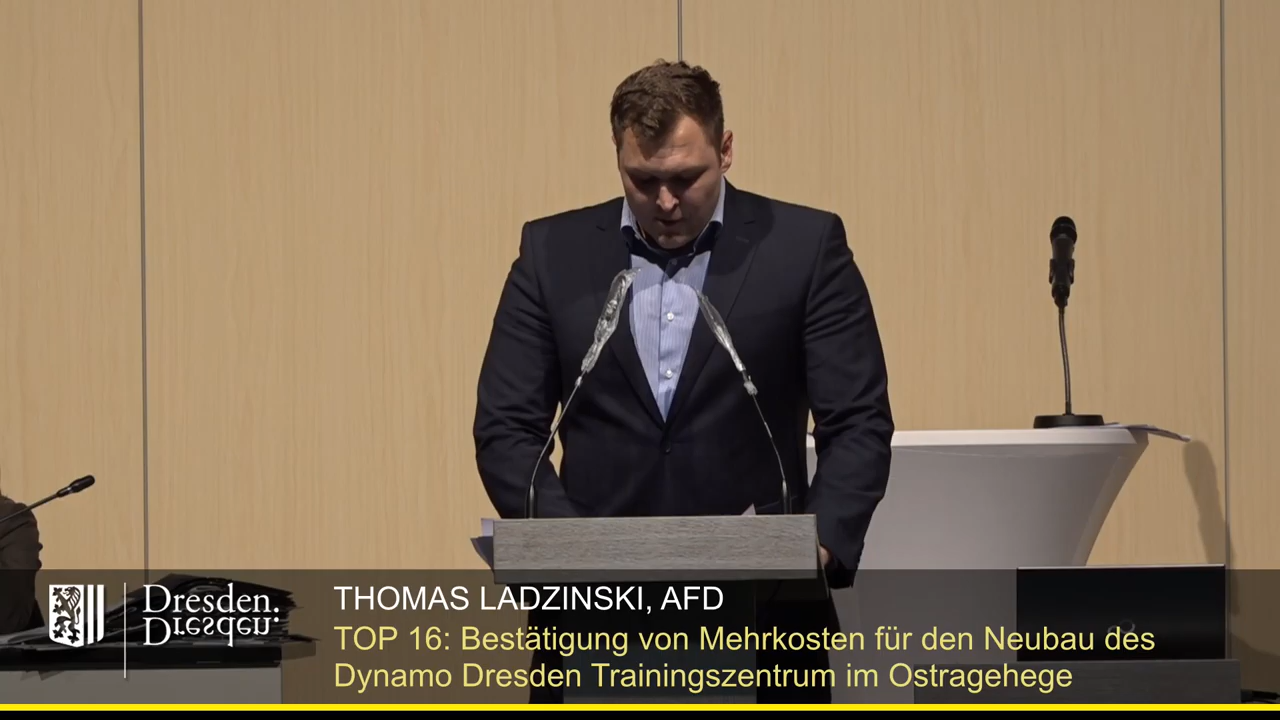 Dresden.
Dresden.
THOMAS LADZINSKI, AFD
TOP 16: Bestätigung von Mehrkosten für den Neubau des
Dynamo Dresden Trainingszentrum im Ostragehege